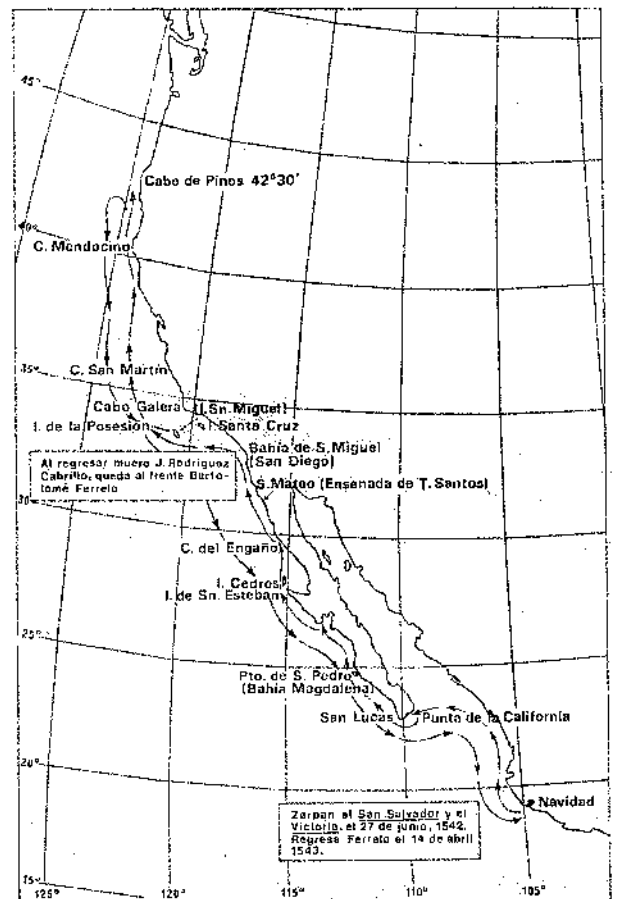 45°
Cabo de Pinos 42°30'
40°
C. Mendocino
35°
C. San Martín
Cabo Galera
(I. Sn. Miguel)
I. de la Posesión
I. Santa Cruz
Bahía de S. Miguel
(San Diego)
Al regresar muere J. Rodríguez
Cabrillo, queda al frente Barto-
lomé Ferrelo
S. Mateo (Ensenada de T. Santos)
30°
C. del Engaño
I. Cedros
I. de Sn. Esteban
25°
Pto. de S. Pedro
(Bahía Magdalena)
San Lucas
Punta de la California
20°
Navidad
Zarpan el San Salvador y el
Victoria, el 27 de junio, 1542.
Regresa Ferrelo el 14 de abril
1543.
15°
125°
120°
115°
110°
105°